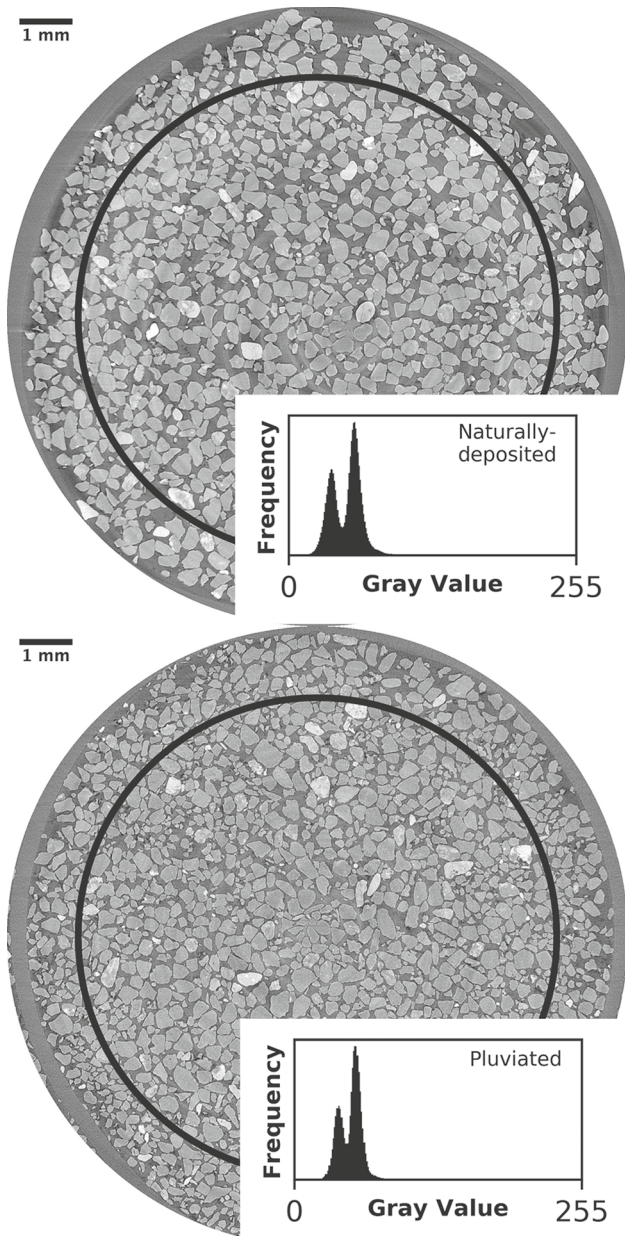 1 mm
Naturally-
deposited
Frequency
0
Gray Value
255
1 mm
Pluviated
Frequency
0
Gray Value
255